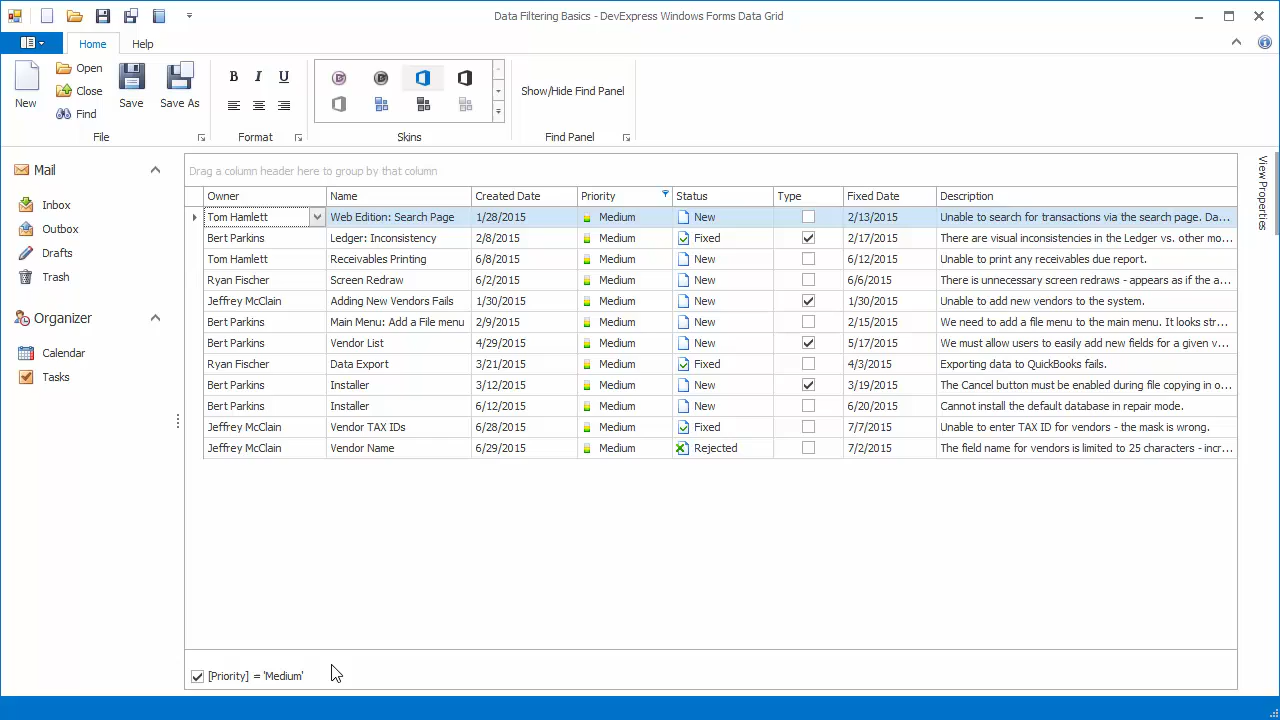 Data Filtering Basics - DevExpress Windows Forms Data Grid
Home Help
New Open Close Find Save Save As
B I U
Show/Hide Find Panel
File Format Skins Find Panel
Mail
Inbox
Outbox
Drafts
Trash
Organizer
Calendar
Tasks
Drag a column header here to group by that column
Owner Name Created Date Priority Status Type Fixed Date Description
Tom Hamlett Web Edition: Search Page 1/28/2015 Medium New 2/13/2015 Unable to search for transactions via the search page. Da...
Bert Parkins Ledger: Inconsistency 2/8/2015 Medium Fixed 2/17/2015 There are visual inconsistencies in the Ledger vs. other mo...
Tom Hamlett Receivables Printing 6/8/2015 Medium New 6/12/2015 Unable to print any receivables due report.
Ryan Fischer Screen Redraw 6/2/2015 Medium New 6/6/2015 There is unnecessary screen redraws - appears as if the a...
Jeffrey McClain Adding New Vendors Fails 1/30/2015 Medium New 1/30/2015 Unable to add new vendors to the system.
Bert Parkins Main Menu: Add a File menu 2/9/2015 Medium New 2/15/2015 We need to add a file menu to the main menu. It looks str...
Bert Parkins Vendor List 4/29/2015 Medium New 5/17/2015 We must allow users to easily add new fields for a given v...
Ryan Fischer Data Export 3/21/2015 Medium Fixed 4/3/2015 Exporting data to QuickBooks fails.
Bert Parkins Installer 3/12/2015 Medium New 3/19/2015 The Cancel button must be enabled during file copying in o...
Bert Parkins Installer 6/12/2015 Medium New 6/20/2015 Cannot install the default database in repair mode.
Jeffrey McClain Vendor TAX IDs 6/28/2015 Medium Fixed 7/7/2015 Unable to enter TAX ID for vendors - the mask is wrong.
Jeffrey McClain Vendor Name 6/29/2015 Medium Rejected 7/2/2015 The field name for vendors is limited to 25 characters - incr...
[Priority] = 'Medium'
View Properties